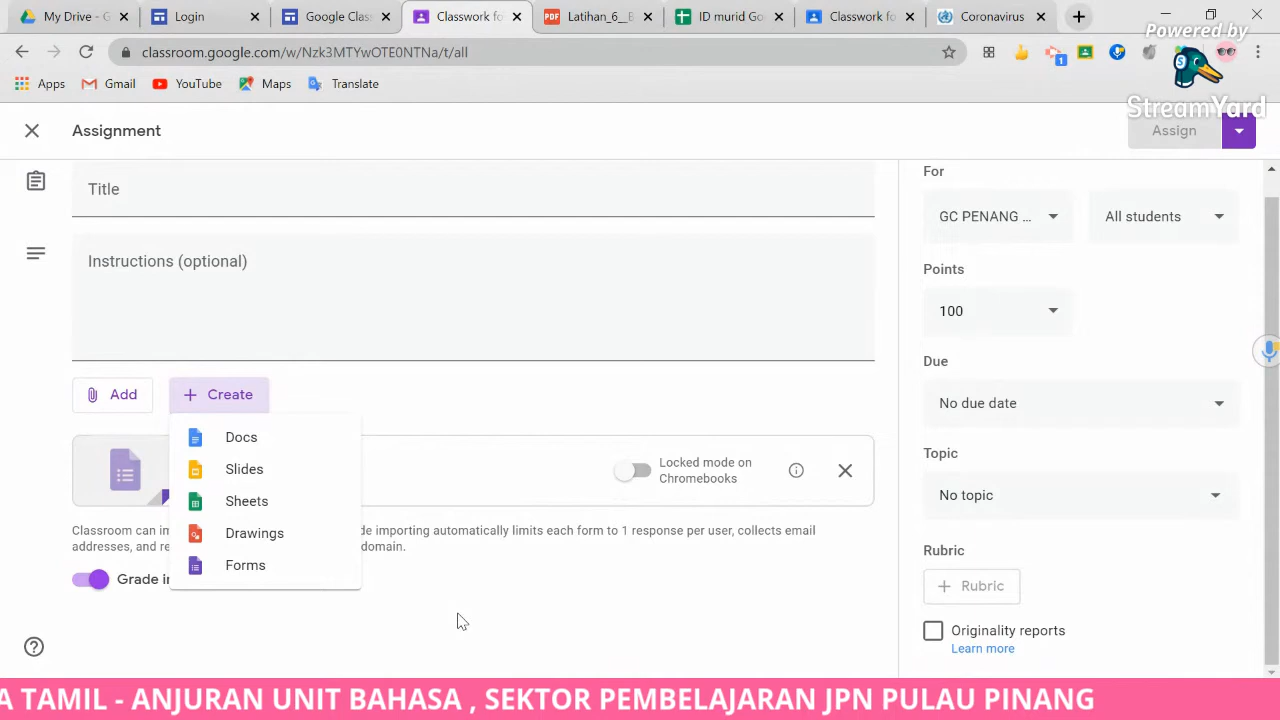 My Drive - G
Login
Google Class
Classwork fo
PDF
Latihan_6__B
ID murid Go
Classwork fo
Coronavirus
classroom.google.com/w/Nzk3MTYwOTE0NTNa/t/all
1
Powered by
StreamYard
Apps
Gmail
YouTube
Maps
Translate
Assignment
Assign
Title
Instructions (optional)
Add
Create
Docs
Slides
Sheets
Drawings
Forms
Locked mode on
Chromebooks
Classroom can im
de importing automatically limits each form to 1 response per user, collects email
addresses, and re
domain.
Grade i
For
GC PENANG ...
All students
Points
100
Due
No due date
Topic
No topic
Rubric
Rubric
Originality reports
Learn more
A TAMIL - ANJURAN UNIT BAHASA , SEKTOR PEMBELAJARAN JPN PULAU PINANG